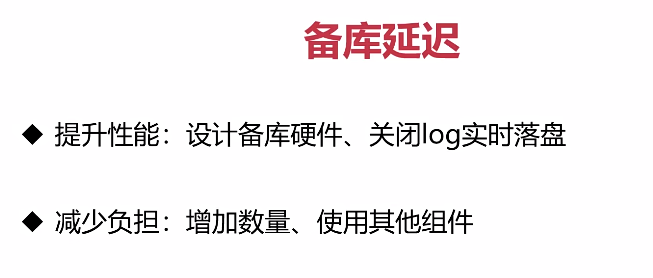 备库延迟
◆ 提升性能：设计备库硬件、关闭log实时落盘
◆ 减少负担：增加数量、使用其他组件